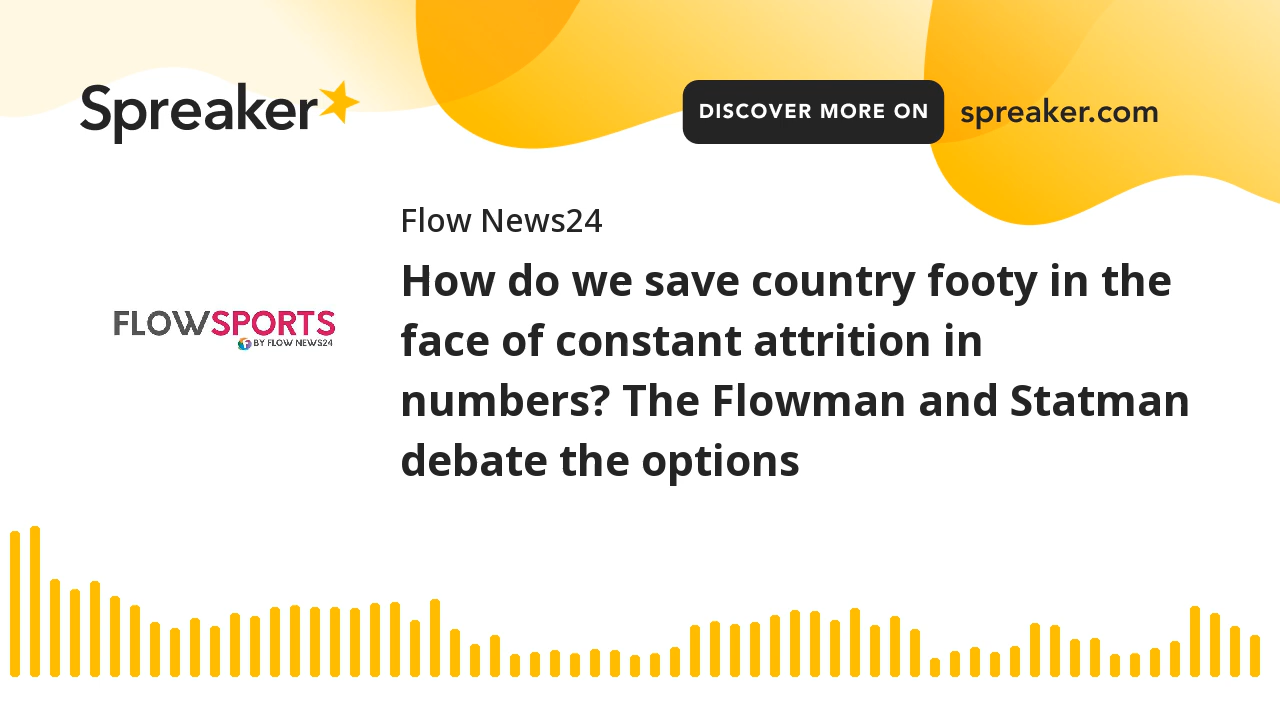 Spreaker
DISCOVER MORE ON spreaker.com
Flow News24
FLOWSPORTS
BY FLOW NEWS24
How do we save country footy in the
face of constant attrition in
numbers? The Flowman and Statman
debate the options